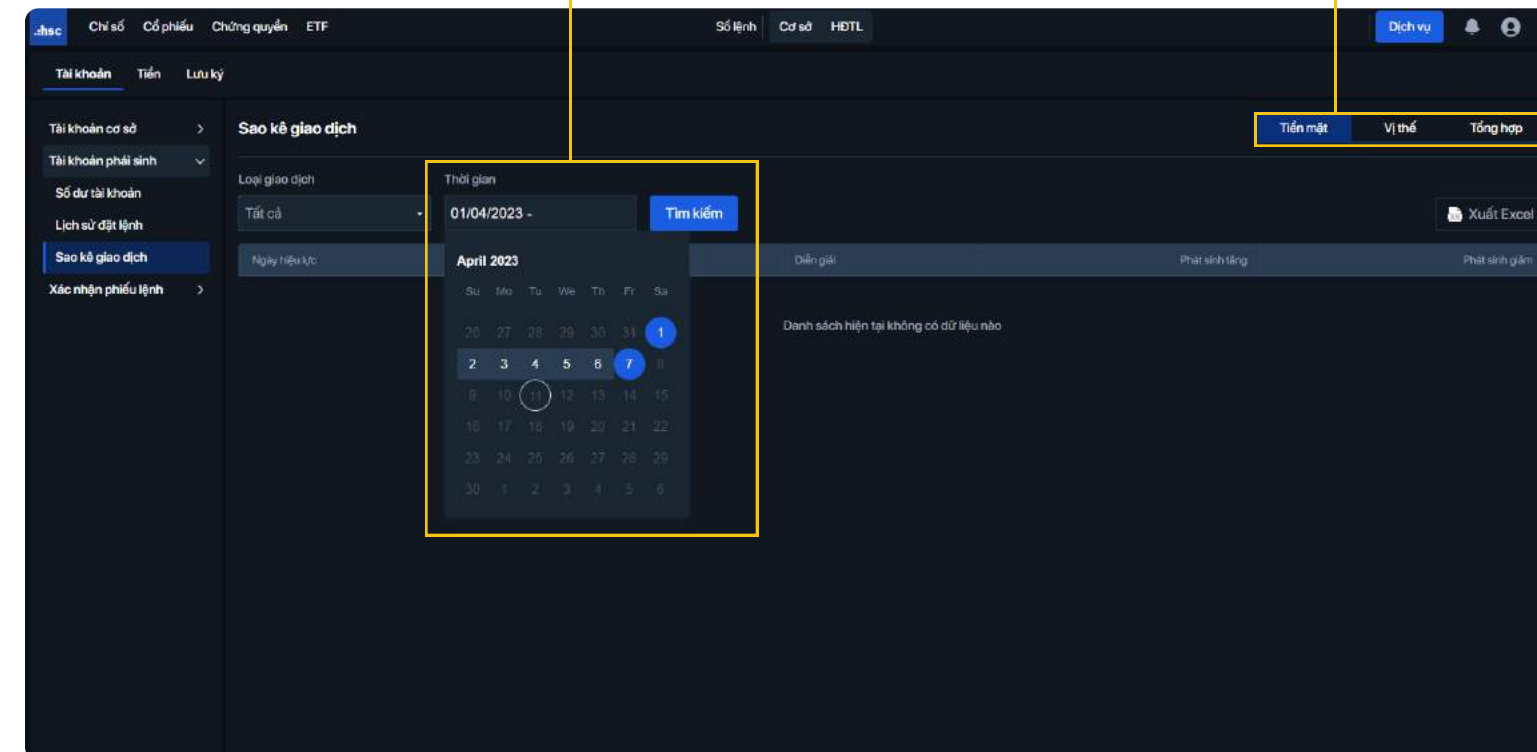 .:hsc Chỉ số Cổ phiếu Chứng quyền ETF Sổ lệnh Cơ sở HĐTL Dịch vụ
Tài khoản Tiền Lưu ký
Tài khoản cơ sở Sao kê giao dịch Tiền mặt Vị thế Tổng hợp
Tài khoản phái sinh
Loại giao dịch Thời gian
Số dư tài khoản
Tất cả 01/04/2023 - Tìm kiếm Xuất Excel
Lịch sử đặt lệnh
Sao kê giao dịch Ngày hiệu lực April 2023 Diễn giải Phát sinh tăng Phát sinh giảm
Xác nhận phiếu lệnh Su Mo Tu We Th Fr Sa
Danh sách hiện tại không có dữ liệu nào
26 27 28 29 30 31 1
2 3 4 5 6 7 8
9 10 11 12 13 14 15
16 17 18 19 20 21 22
23 24 25 26 27 28 29
30 1 2 3 4 5 6